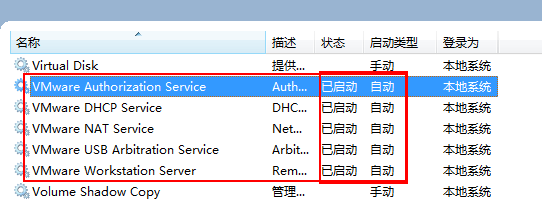 名称 描述 状态 启动类型 登录为
Virtual Disk 提供... 手动 本地系统
VMware Authorization Service Auth... 已启动 自动 本地系统
VMware DHCP Service DHC... 已启动 自动 本地系统
VMware NAT Service Net... 已启动 自动 本地系统
VMware USB Arbitration Service Arbit... 已启动 自动 本地系统
VMware Workstation Server Rem... 已启动 自动 本地系统
Volume Shadow Copy 管理... 手动 本地系统